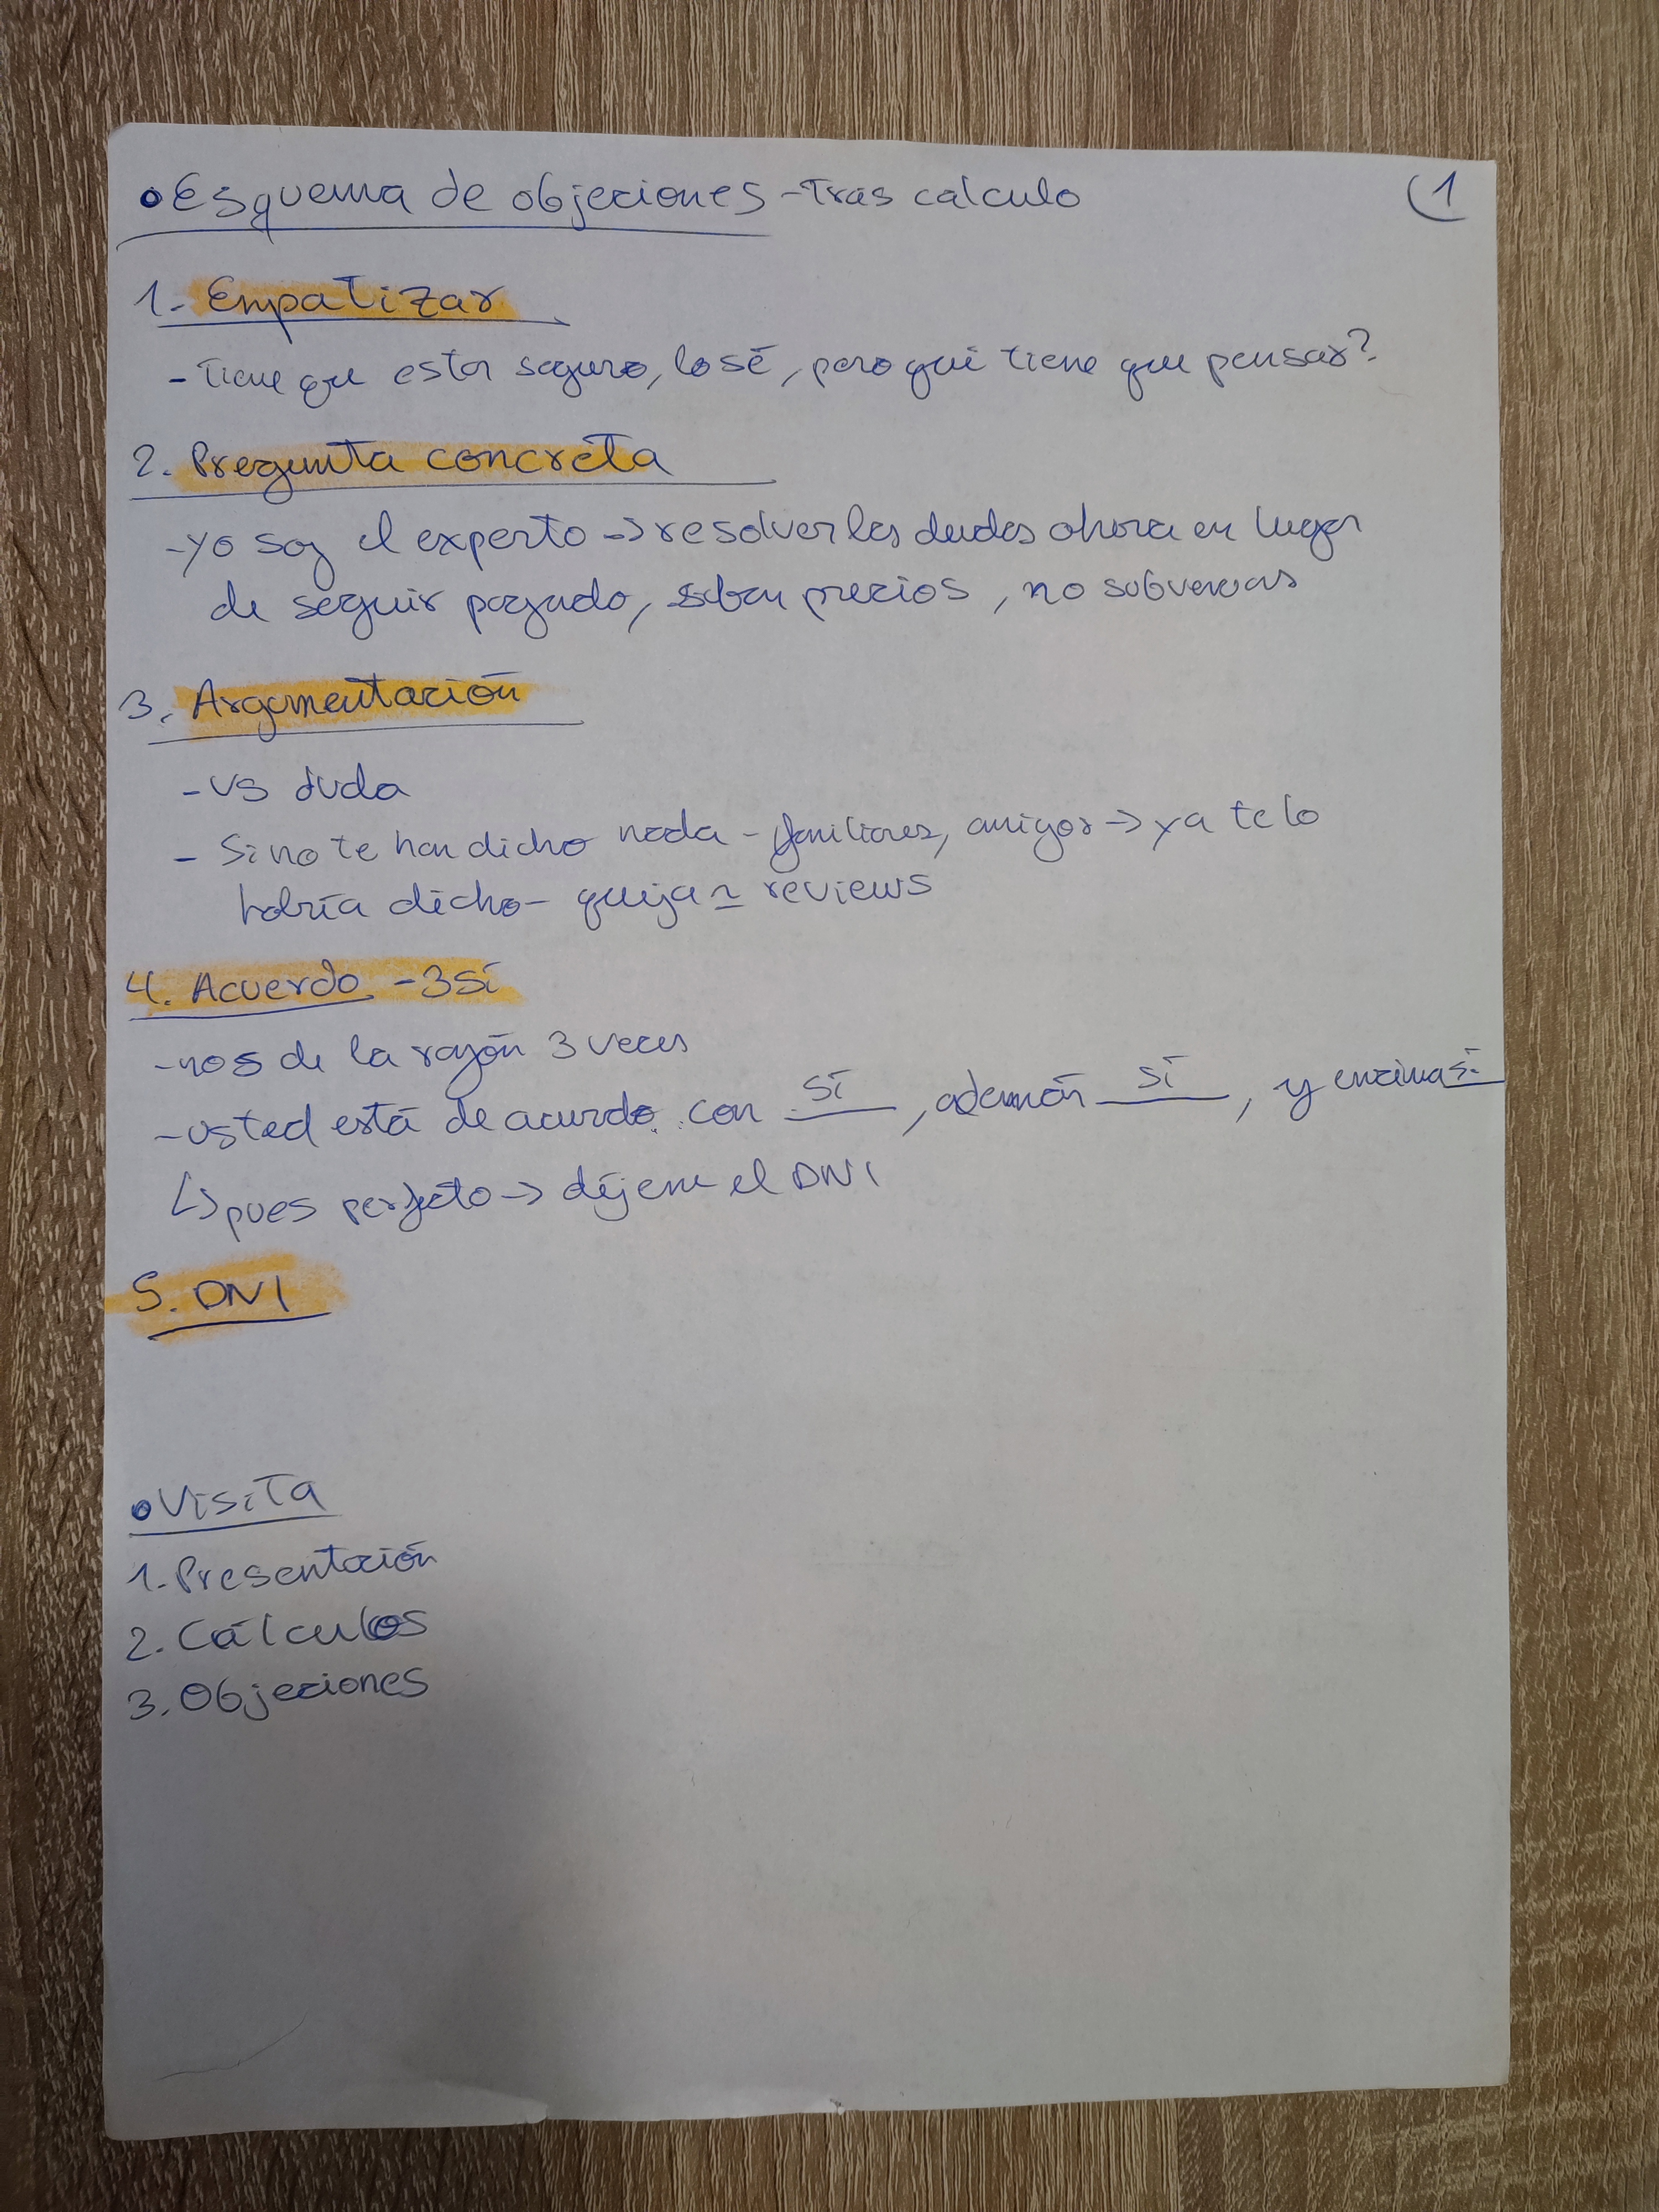 • Esquema de objeciones - Tras calculo
1
1. Empatizar
- Tiene que estar seguro, lo sé, pero qué tiene que pensar?
2. Pregunta concreta
- yo soy el experto -> resolver las dudas ahora en lugar
de seguir pagando, suben precios, no subvencias
3. Argumentación
- vs duda
- Si no te han dicho nada - familiares, amigos -> ya te lo
habría dicho - queja ≃ reviews
4. Acuerdo - 3 sí
- nos de la razón 3 veces
- usted está de acuerdo con sí, además sí, y encima sí
↳ pues perfecto -> déjeme el DNI
5. DNI
• Visita
1. Presentación
2. Cálculos
3. Objeciones